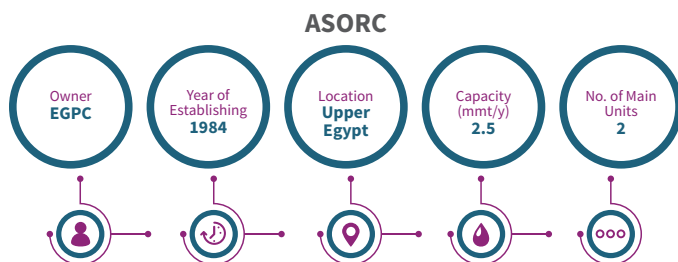 ASORC
Owner
EGPC
Year of
Establishing
1984
Location
Upper
Egypt
Capacity
(mmt/y)
2.5
No. of Main
Units
2